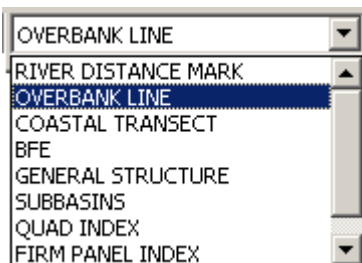 OVERBANK LINE
RIVER DISTANCE MARK
OVERBANK LINE
COASTAL TRANSECT
BFE
GENERAL STRUCTURE
SUBBASINS
QUAD INDEX
FIRM PANEL INDEX